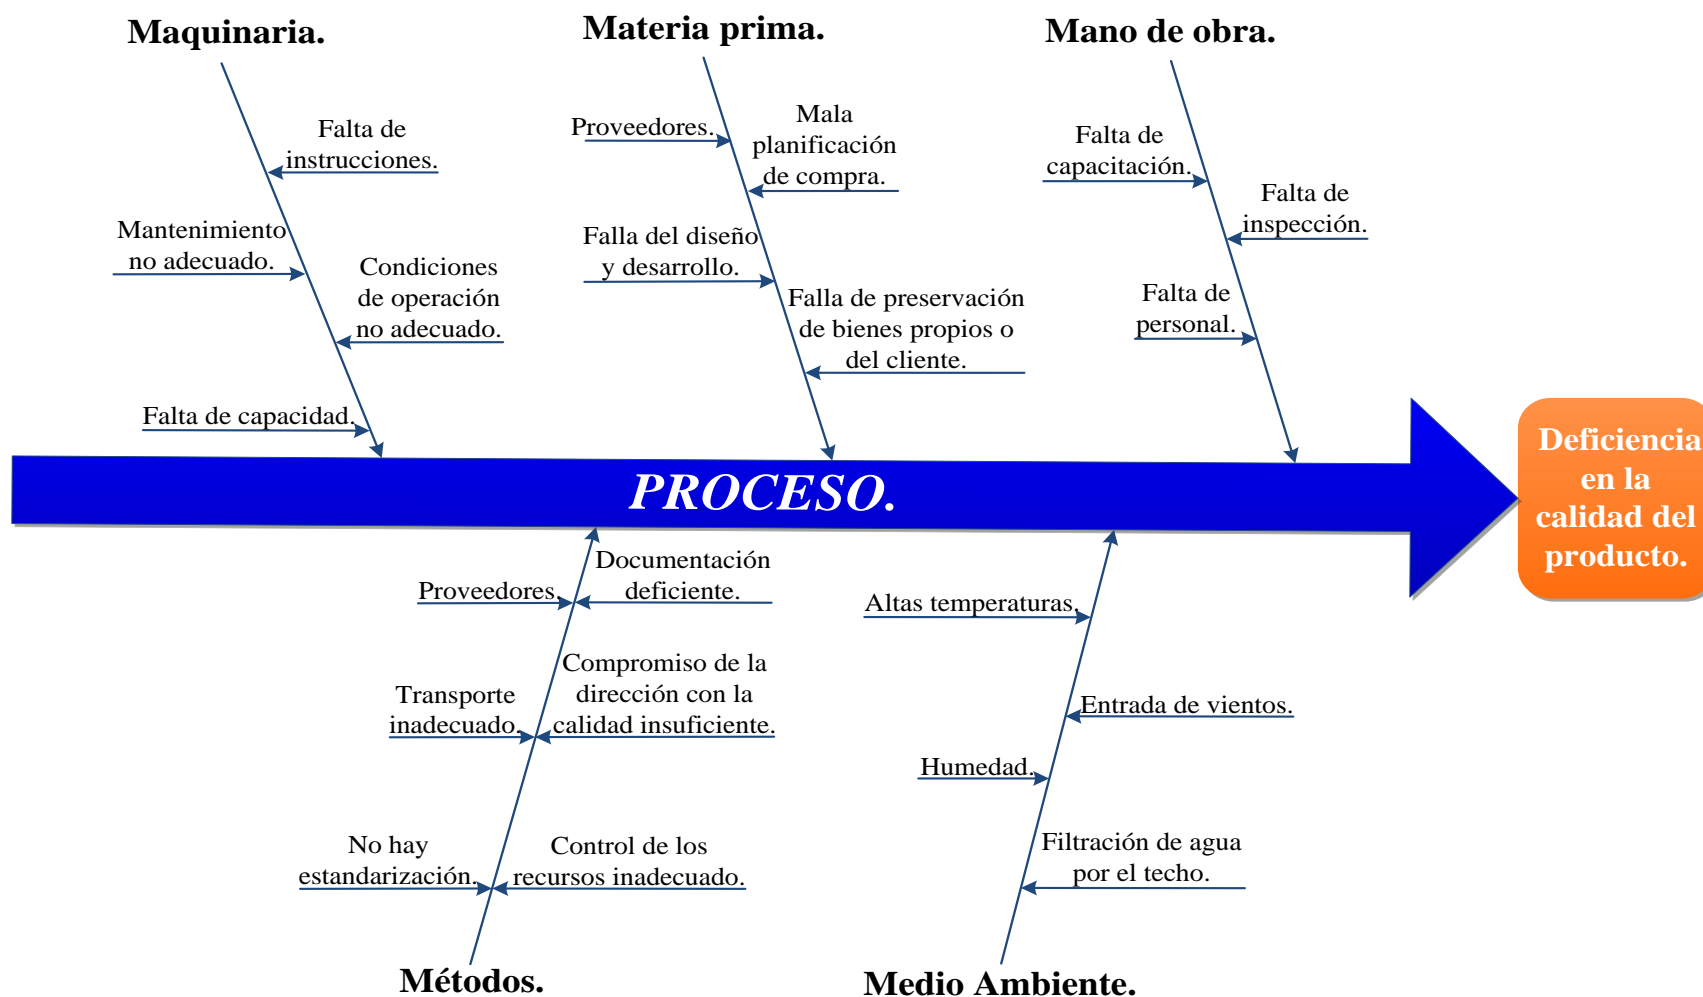 Maquinaria.
Falta de
instrucciones.
Mantenimiento
no adecuado.
Condiciones
de operación
no adecuado.
Falta de capacidad.
Materia prima.
Proveedores.
Mala
planificación
de compra.
Falla del diseño
y desarrollo.
Falla de preservación
de bienes propios o
del cliente.
Mano de obra.
Falta de
capacitación.
Falta de
inspección.
Falta de
personal.
PROCESO.
Deficiencia
en la
calidad del
producto.
Proveedores.
Documentación
deficiente.
Transporte
inadecuado.
Compromiso de la
dirección con la
calidad insuficiente.
No hay
estandarización.
Control de los
recursos inadecuado.
Métodos.
Altas temperaturas.
Entrada de vientos.
Humedad.
Filtración de agua
por el techo.
Medio Ambiente.